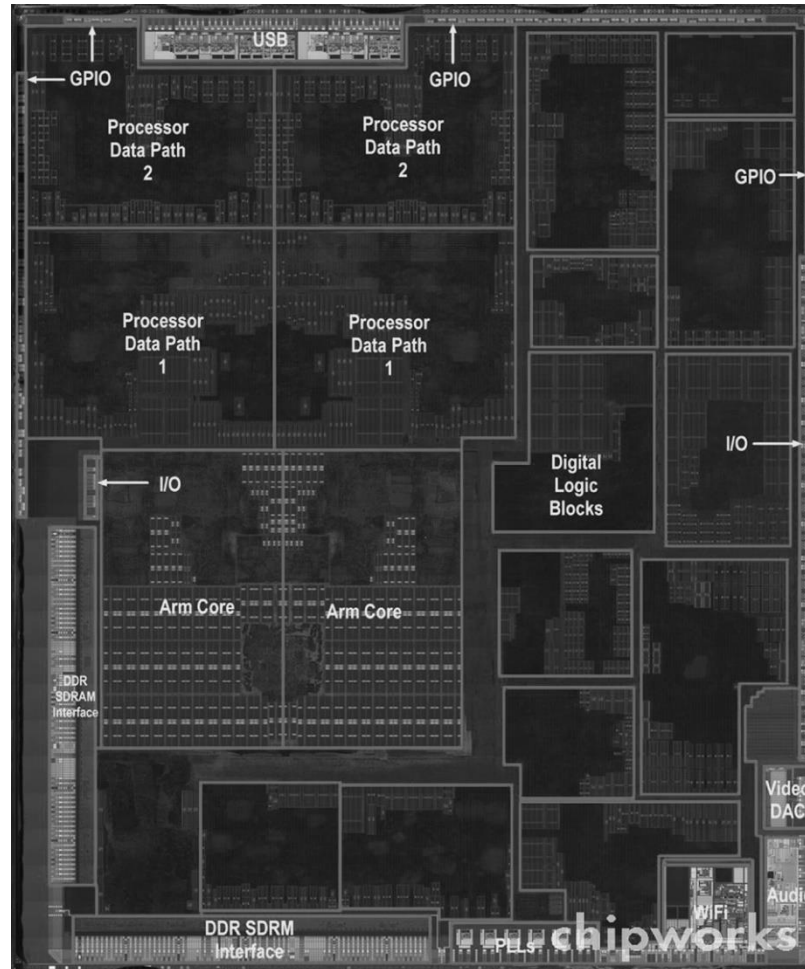 USB
GPIO
GPIO
Processor
Data Path
2
Processor
Data Path
2
GPIO
Processor
Data Path
1
Processor
Data Path
1
I/O
I/O
Digital
Logic
Blocks
Arm Core
Arm Core
DDR
SDRAM
Interface
Video
DAC
DDR SDRM
Interface
PLLs
WiFi
Audio
chipworks